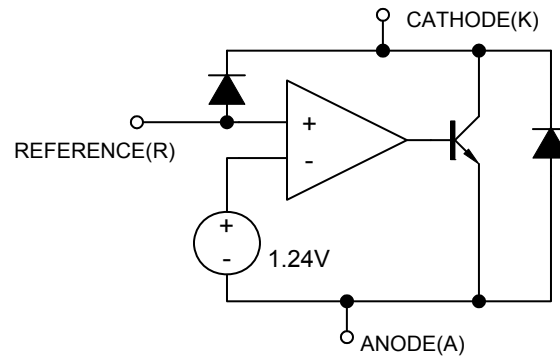 CATHODE(K)
+
REFERENCE(R)
-
+
-
1.24V
ANODE(A)